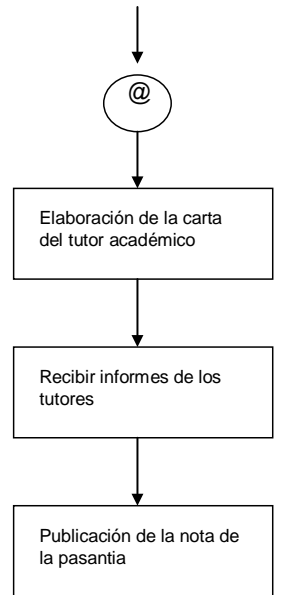 @
Elaboración de la carta
del tutor académico
Recibir informes de los
tutores
Publicación de la nota de
la pasantia